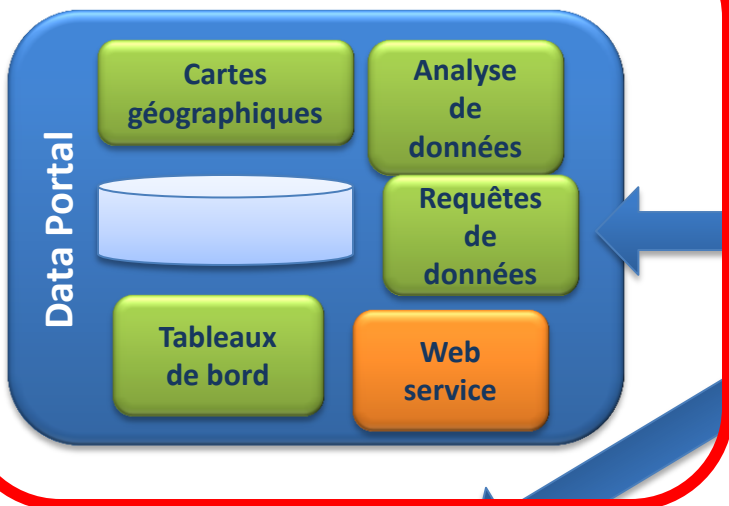 Data Portal
Cartes
géographiques
Analyse
de
données
Requêtes
de
données
Tableaux
de bord
Web
service